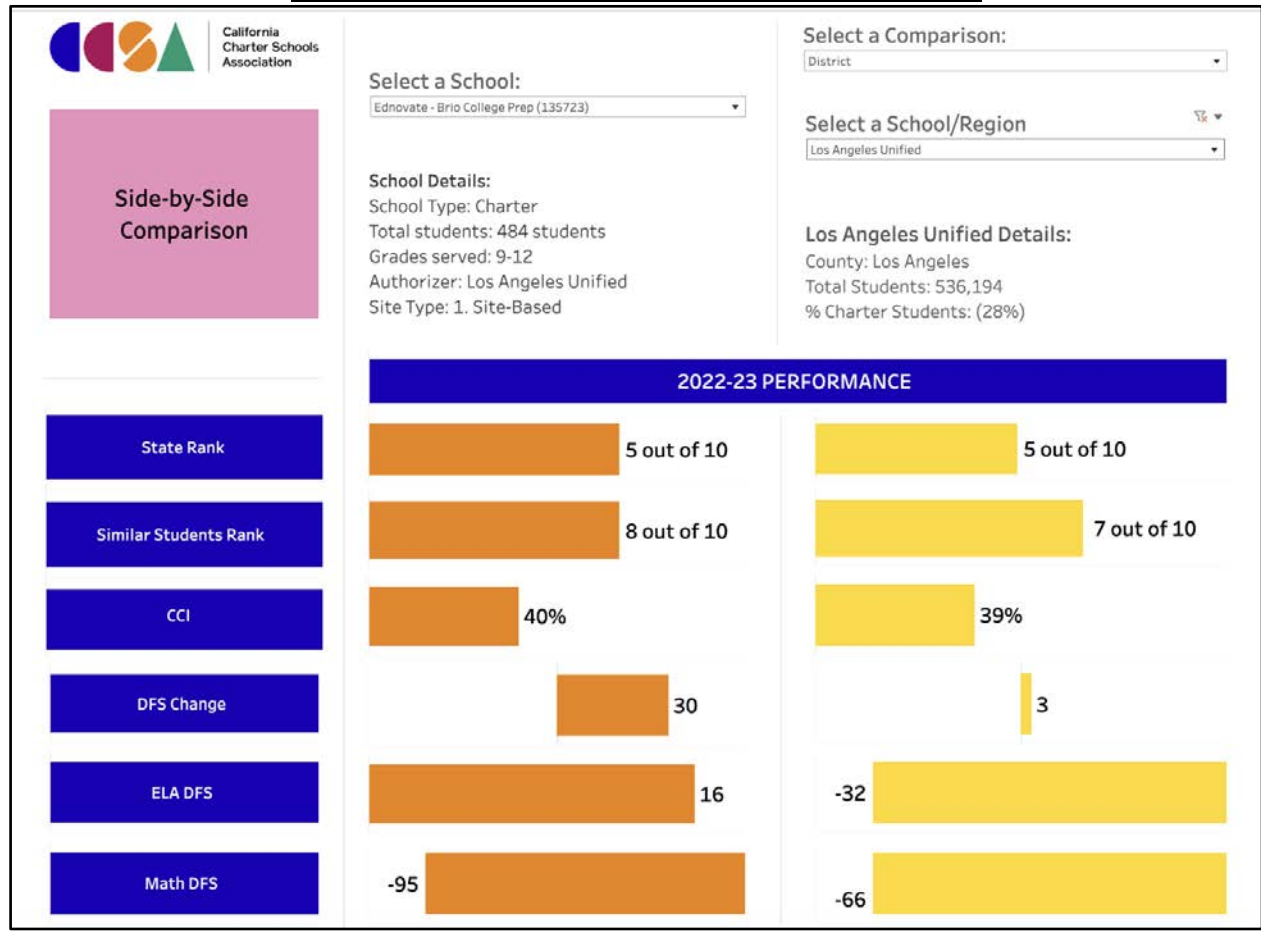 CCSA
California
Charter Schools
Association
Select a School:
Ednovate - Brio College Prep (135723)
Select a Comparison:
District
Select a School/Region
Los Angeles Unified
Side-by-Side
Comparison
School Details:
School Type: Charter
Total students: 484 students
Grades served: 9-12
Authorizer: Los Angeles Unified
Site Type: 1. Site-Based
Los Angeles Unified Details:
County: Los Angeles
Total Students: 536,194
% Charter Students: (28%)
2022-23 PERFORMANCE
State Rank
5 out of 10
5 out of 10
Similar Students Rank
8 out of 10
7 out of 10
CCI
40%
39%
DFS Change
30
3
ELA DFS
16
-32
Math DFS
-95
-66